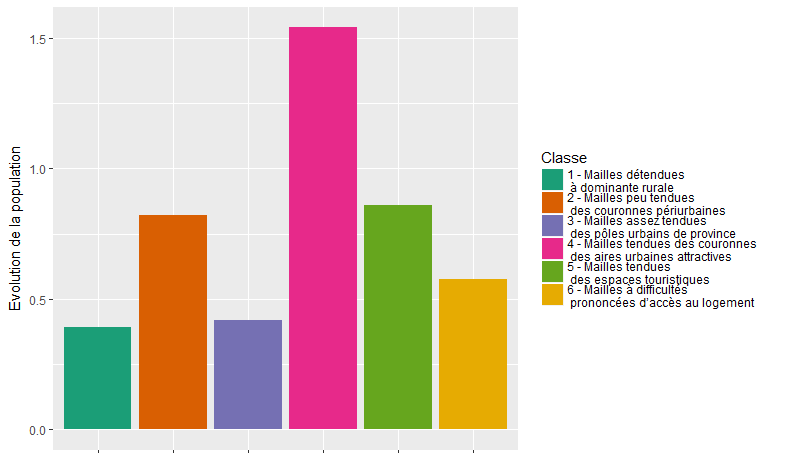 Evolution de la population
1.5
1.0
0.5
0.0
Classe
1 - Mailles détendues
à dominante rurale
2 - Mailles peu tendues
des couronnes périurbaines
3 - Mailles assez tendues
des pôles urbains de province
4 - Mailles tendues des couronnes
des aires urbaines attractives
5 - Mailles tendues
des espaces touristiques
6 - Mailles à difficultés
prononcées d'accès au logement